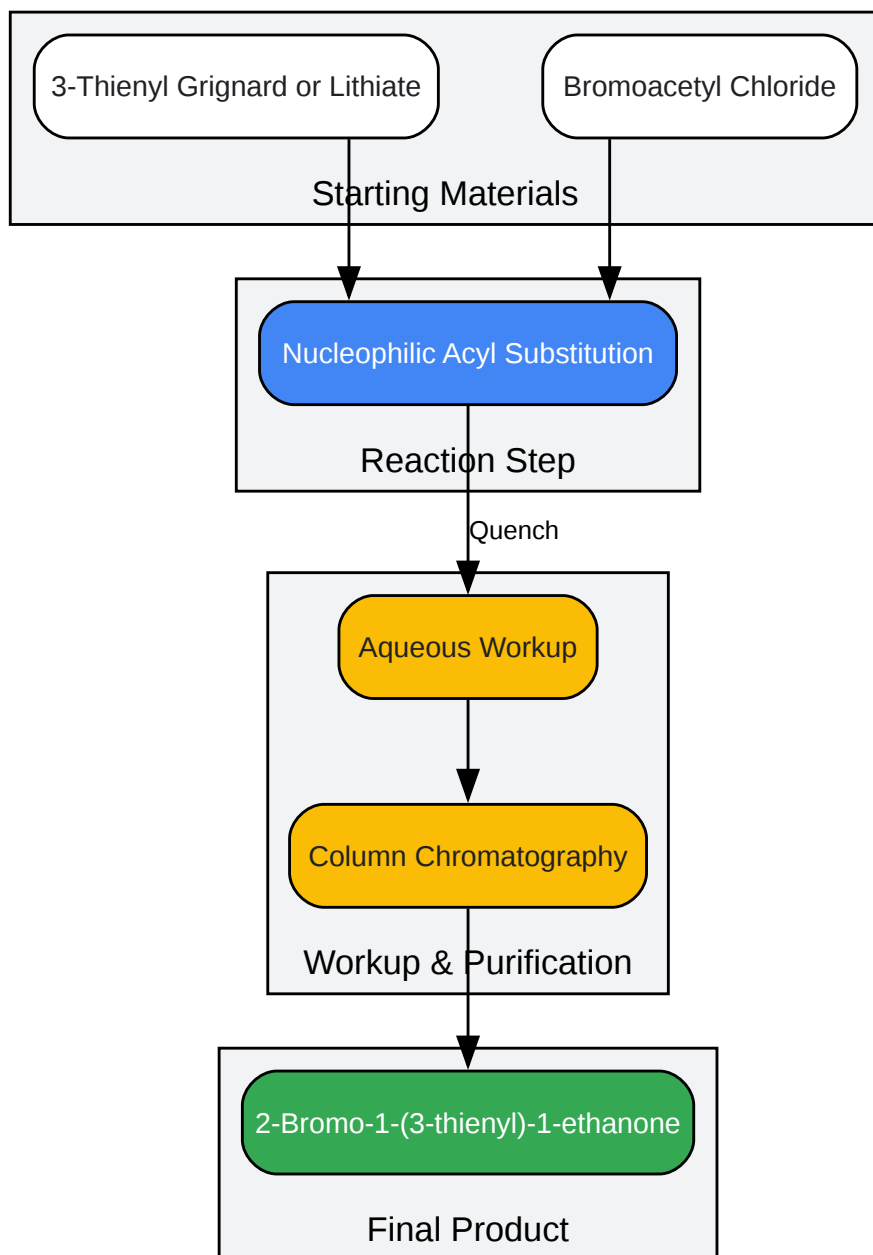 3-Thienyl Grignard or Lithiate
Bromoacetyl Chloride
Starting Materials
Nucleophilic Acyl Substitution
Reaction Step
Quench
Aqueous Workup
Column Chromatography
Workup & Purification
2-Bromo-1-(3-thienyl)-1-ethanone
Final Product